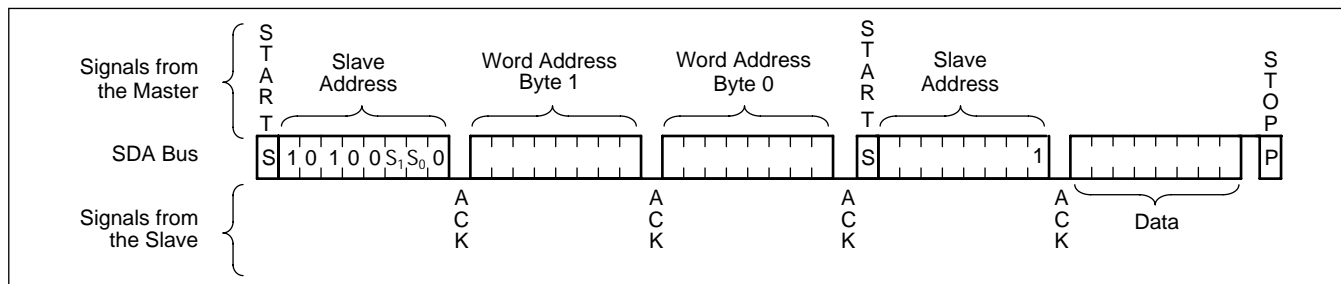 Signals from
the Master
START
Slave
Address
Word Address
Byte 1
Word Address
Byte 0
START
Slave
Address
STOP
SDA Bus
S 1 0 1 0 0 S1 S0 0
S
1
P
Signals from
the Slave
ACK
ACK
ACK
ACK
Data